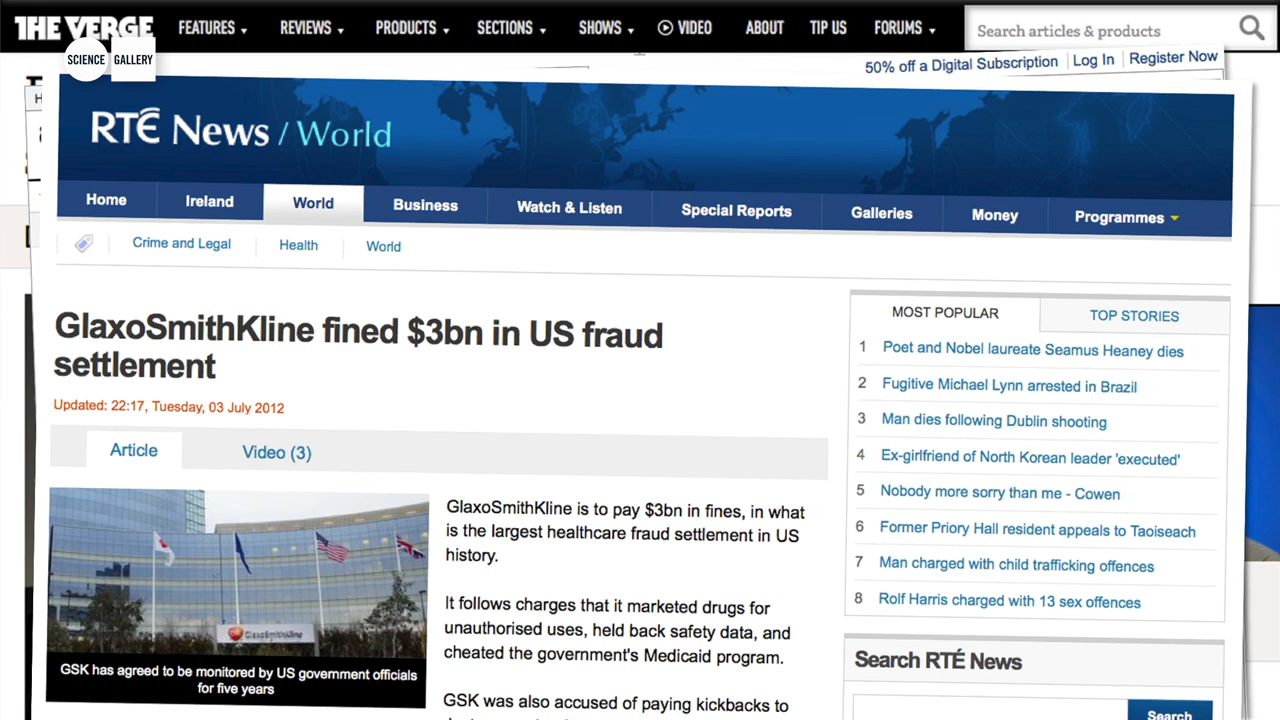 THE VERGE
FEATURES REVIEWS PRODUCTS SECTIONS SHOWS VIDEO ABOUT TIP US FORUMS
Search articles & products
SCIENCE GALLERY
50% off a Digital Subscription Log In Register Now
RTÉ News / World
Home Ireland World Business Watch & Listen Special Reports Galleries Money Programmes
Crime and Legal Health World
GlaxoSmithKline fined $3bn in US fraud
settlement
Updated: 22:17, Tuesday, 03 July 2012
Article Video (3)
GlaxoSmithKline
GSK has agreed to be monitored by US government officials
for five years
GlaxoSmithKline is to pay $3bn in fines, in what
is the largest healthcare fraud settlement in US
history.
It follows charges that it marketed drugs for
unauthorised uses, held back safety data, and
cheated the government's Medicaid program.
GSK was also accused of paying kickbacks to
MOST POPULAR TOP STORIES
1 Poet and Nobel laureate Seamus Heaney dies
2 Fugitive Michael Lynn arrested in Brazil
3 Man dies following Dublin shooting
4 Ex-girlfriend of North Korean leader 'executed'
5 Nobody more sorry than me - Cowen
6 Former Priory Hall resident appeals to Taoiseach
7 Man charged with child trafficking offences
8 Rolf Harris charged with 13 sex offences
Search RTÉ News
Search